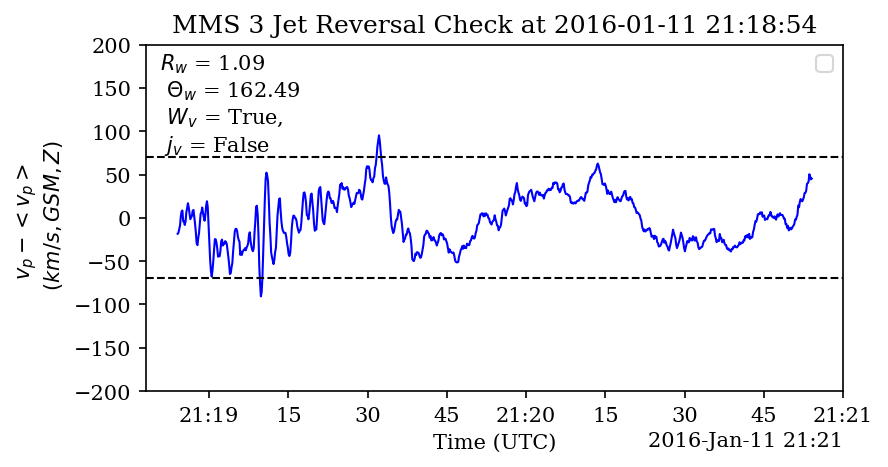 MMS 3 Jet Reversal Check at 2016-01-11 21:18:54
R_w = 1.09
Θ_w = 162.49
W_v = True,
j_v = False
200
150
100
50
0
−50
−100
−150
−200
v_p − < v_p >
(km/s, GSM, Z)
21:19 15 30 45 21:20 15 30 45 21:21
Time (UTC)
2016-Jan-11 21:21